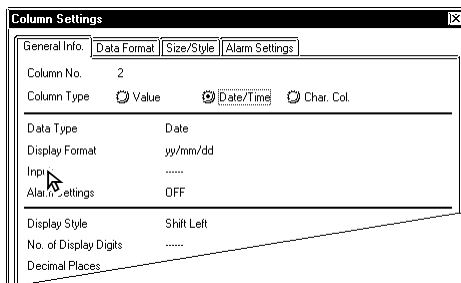 Column Settings
General Info. Data Format Size/Style Alarm Settings
Column No. 2
Column Type Value Date/Time Char. Col.
Data Type Date
Display Format yy/mm/dd
------
Settings OFF
Display Style Shift Left
No. of Display Digits ------
Decimal Places